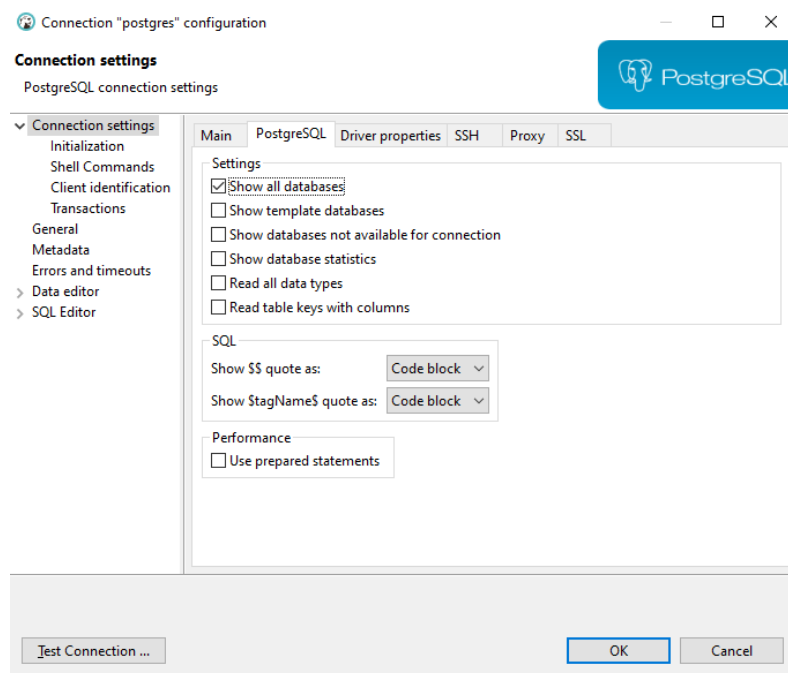 Connection "postgres" configuration
Connection settings
PostgreSQL connection settings
PostgreSQL
Connection settings
Initialization
Shell Commands
Client identification
Transactions
General
Metadata
Errors and timeouts
Data editor
SQL Editor
Main PostgreSQL Driver properties SSH Proxy SSL
Settings
Show all databases
Show template databases
Show databases not available for connection
Show database statistics
Read all data types
Read table keys with columns
SQL
Show $$ quote as: Code block
Show $tagName$ quote as: Code block
Performance
Use prepared statements
Test Connection ... OK Cancel